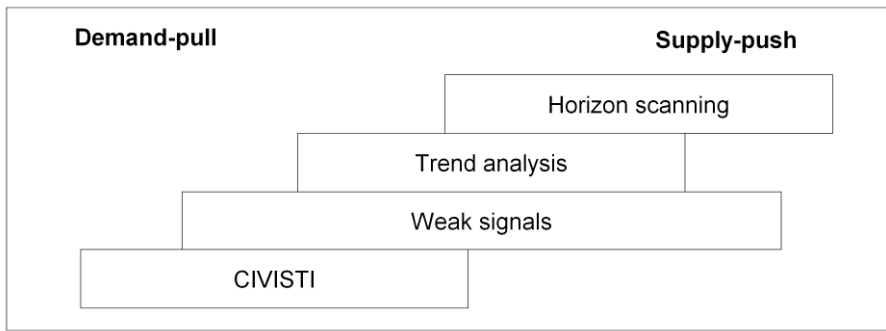 Demand-pull
Supply-push
Horizon scanning
Trend analysis
Weak signals
CIVISTI